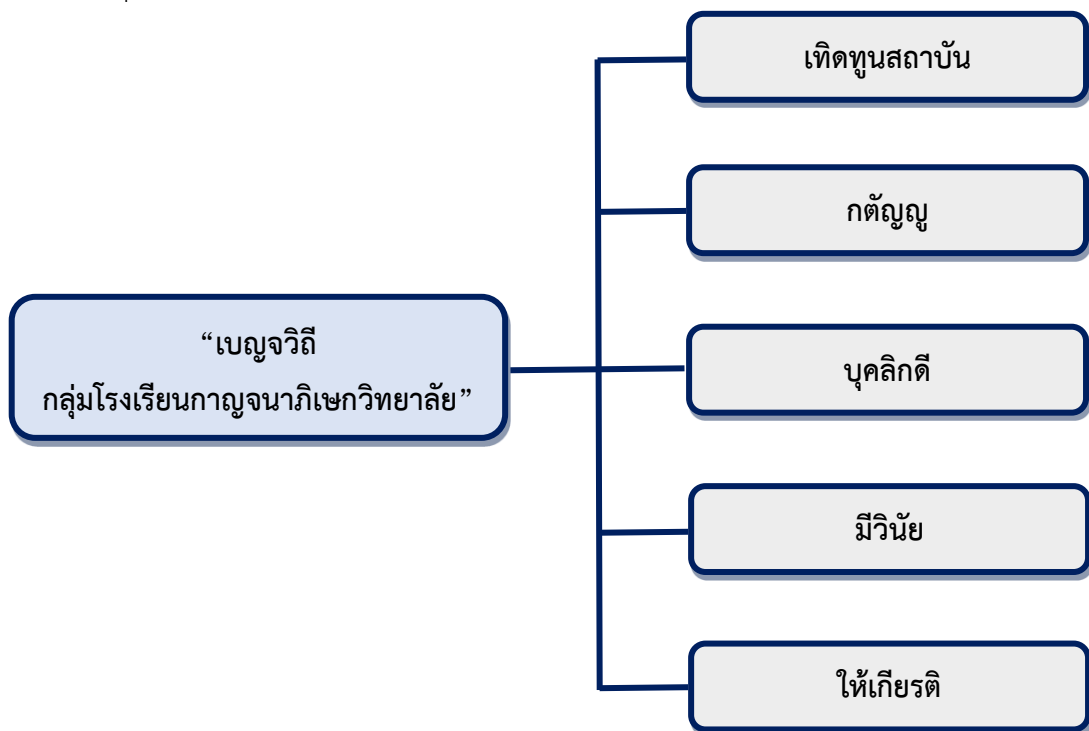 “เบญจวิถี
กลุ่มโรงเรียนกาญจนาภิเษกวิทยาลัย”
เทิดทูนสถาบัน
กตัญญู
บุคลิกดี
มีวินัย
ให้เกียรติ